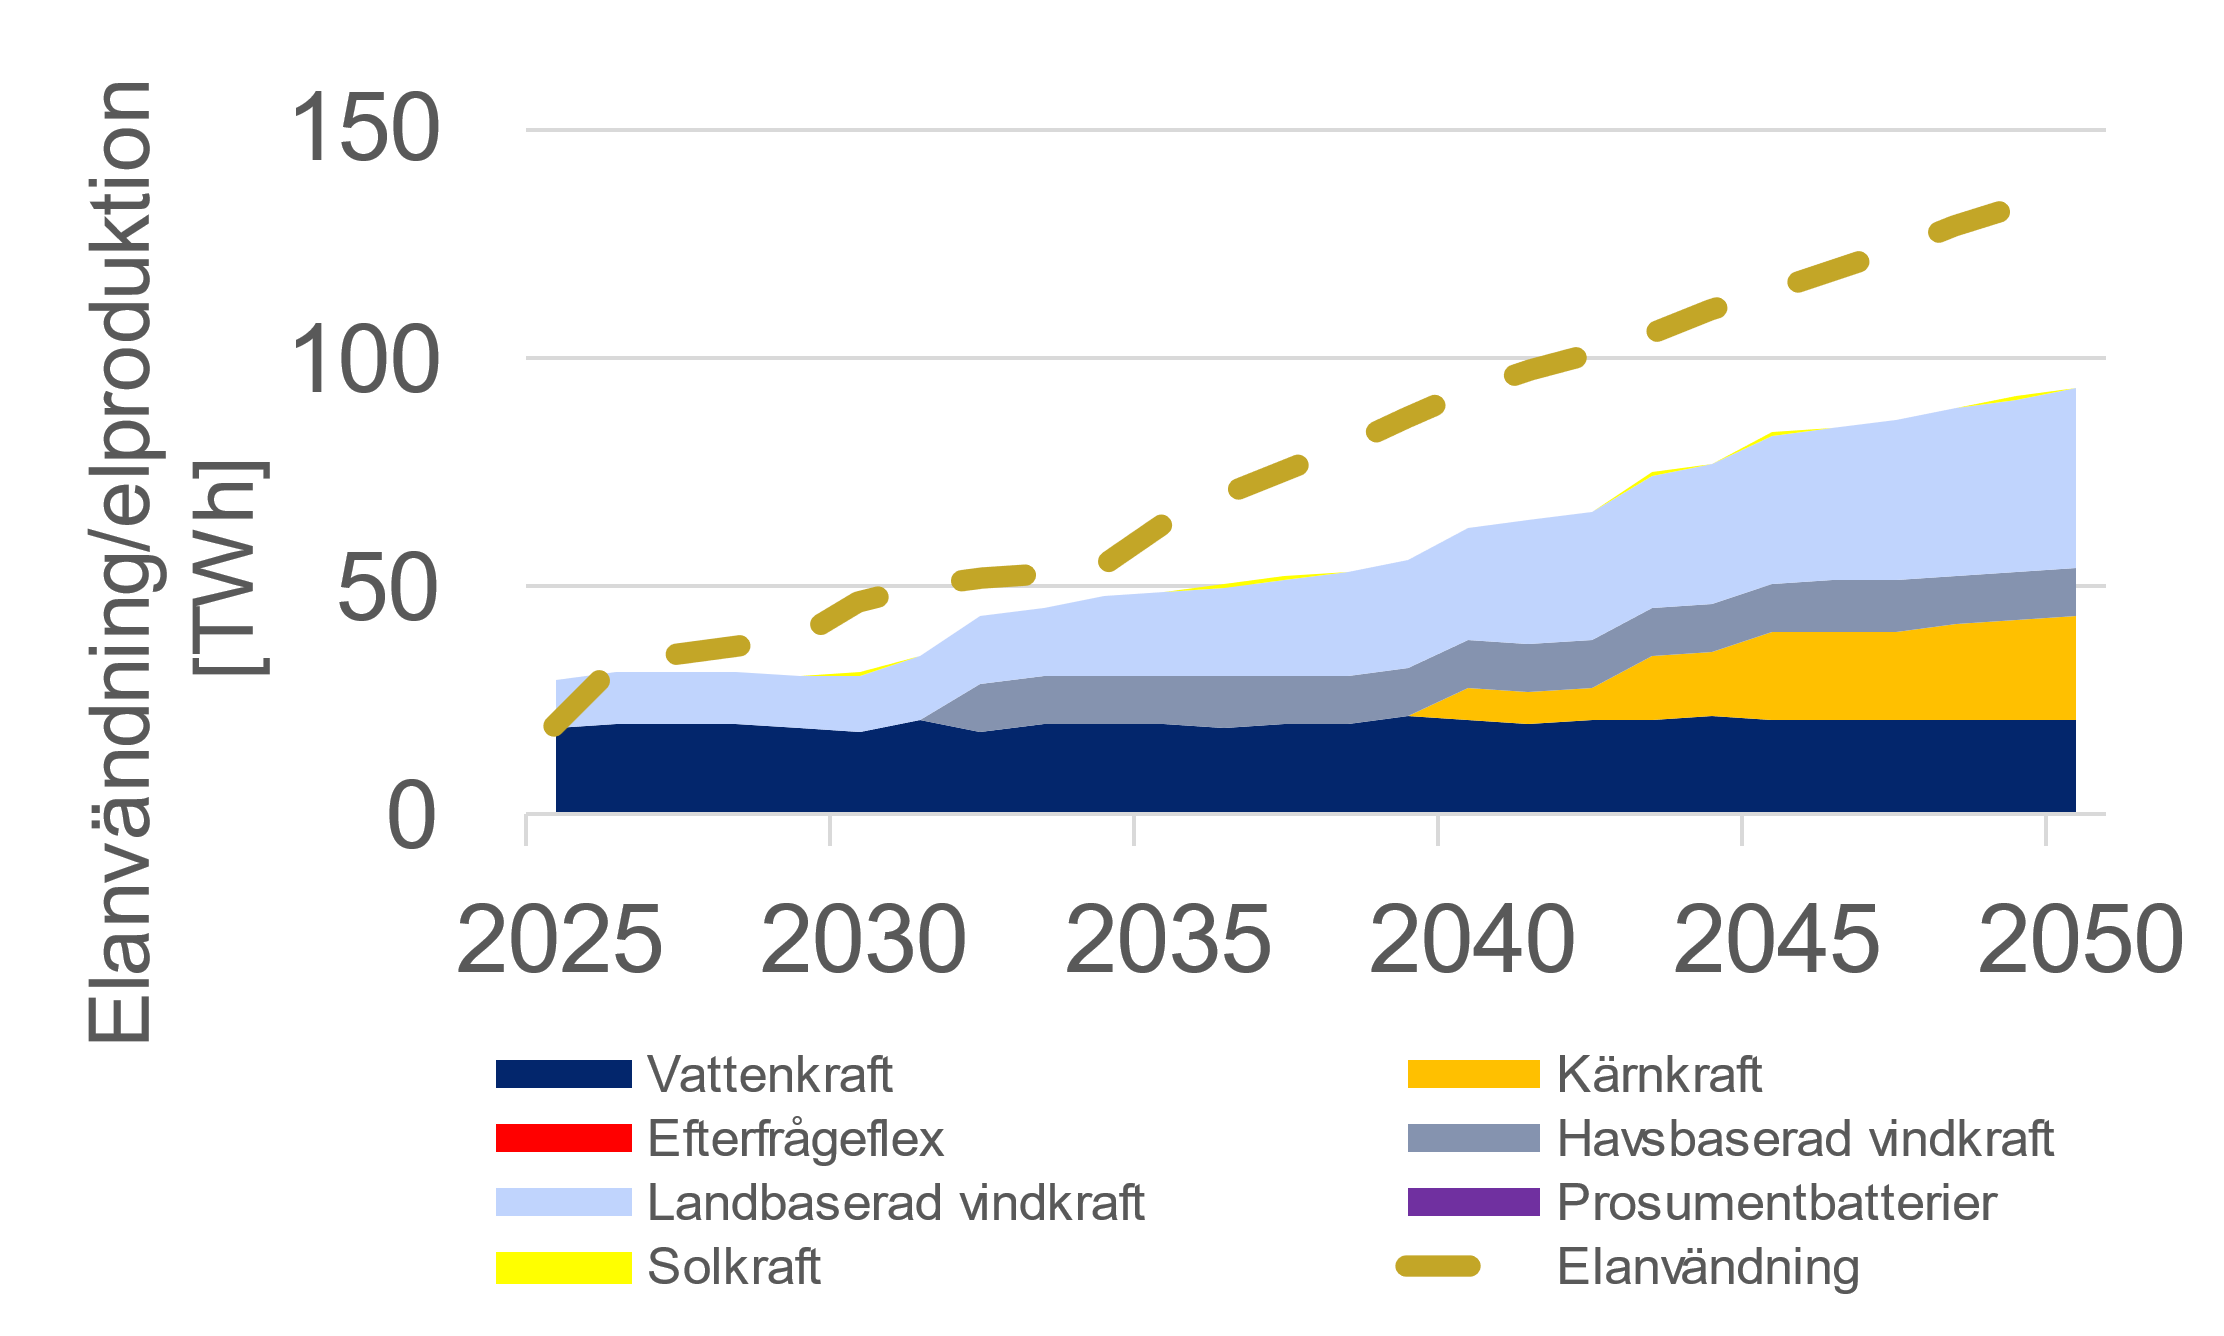 Elanvändning/elproduktion
[TWh]
150
100
50
0
2025 2030 2035 2040 2045 2050
Vattenkraft Kärnkraft
Efterfrågeflex Havsbaserad vindkraft
Landbaserad vindkraft Prosumentbatterier
Solkraft Elanvändning